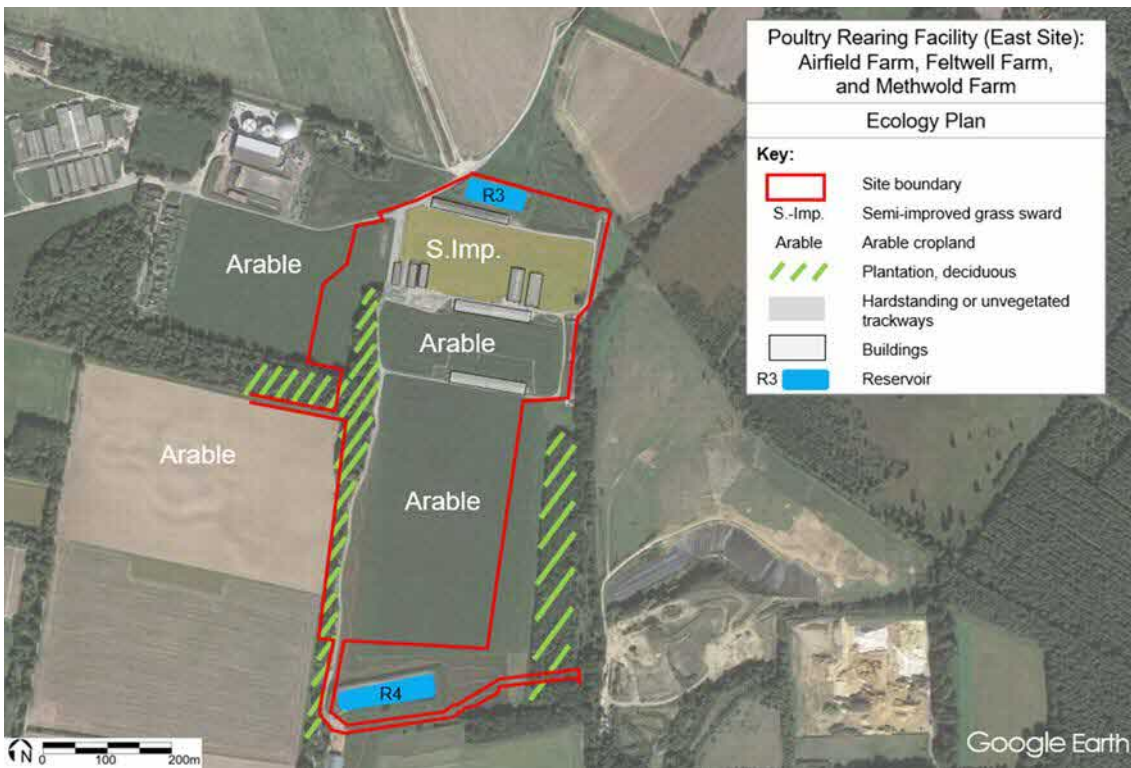 Poultry Rearing Facility (East Site):
Airfield Farm, Feltwell Farm,
and Methwold Farm
Ecology Plan
Key:
Site boundary
S.-Imp. Semi-improved grass sward
Arable Arable cropland
Plantation, deciduous
Hardstanding or unvegetated
trackways
Buildings
R3 Reservoir
R3
S.Imp.
Arable
Arable
Arable
Arable
R4
N
0 100 200m
Google Earth